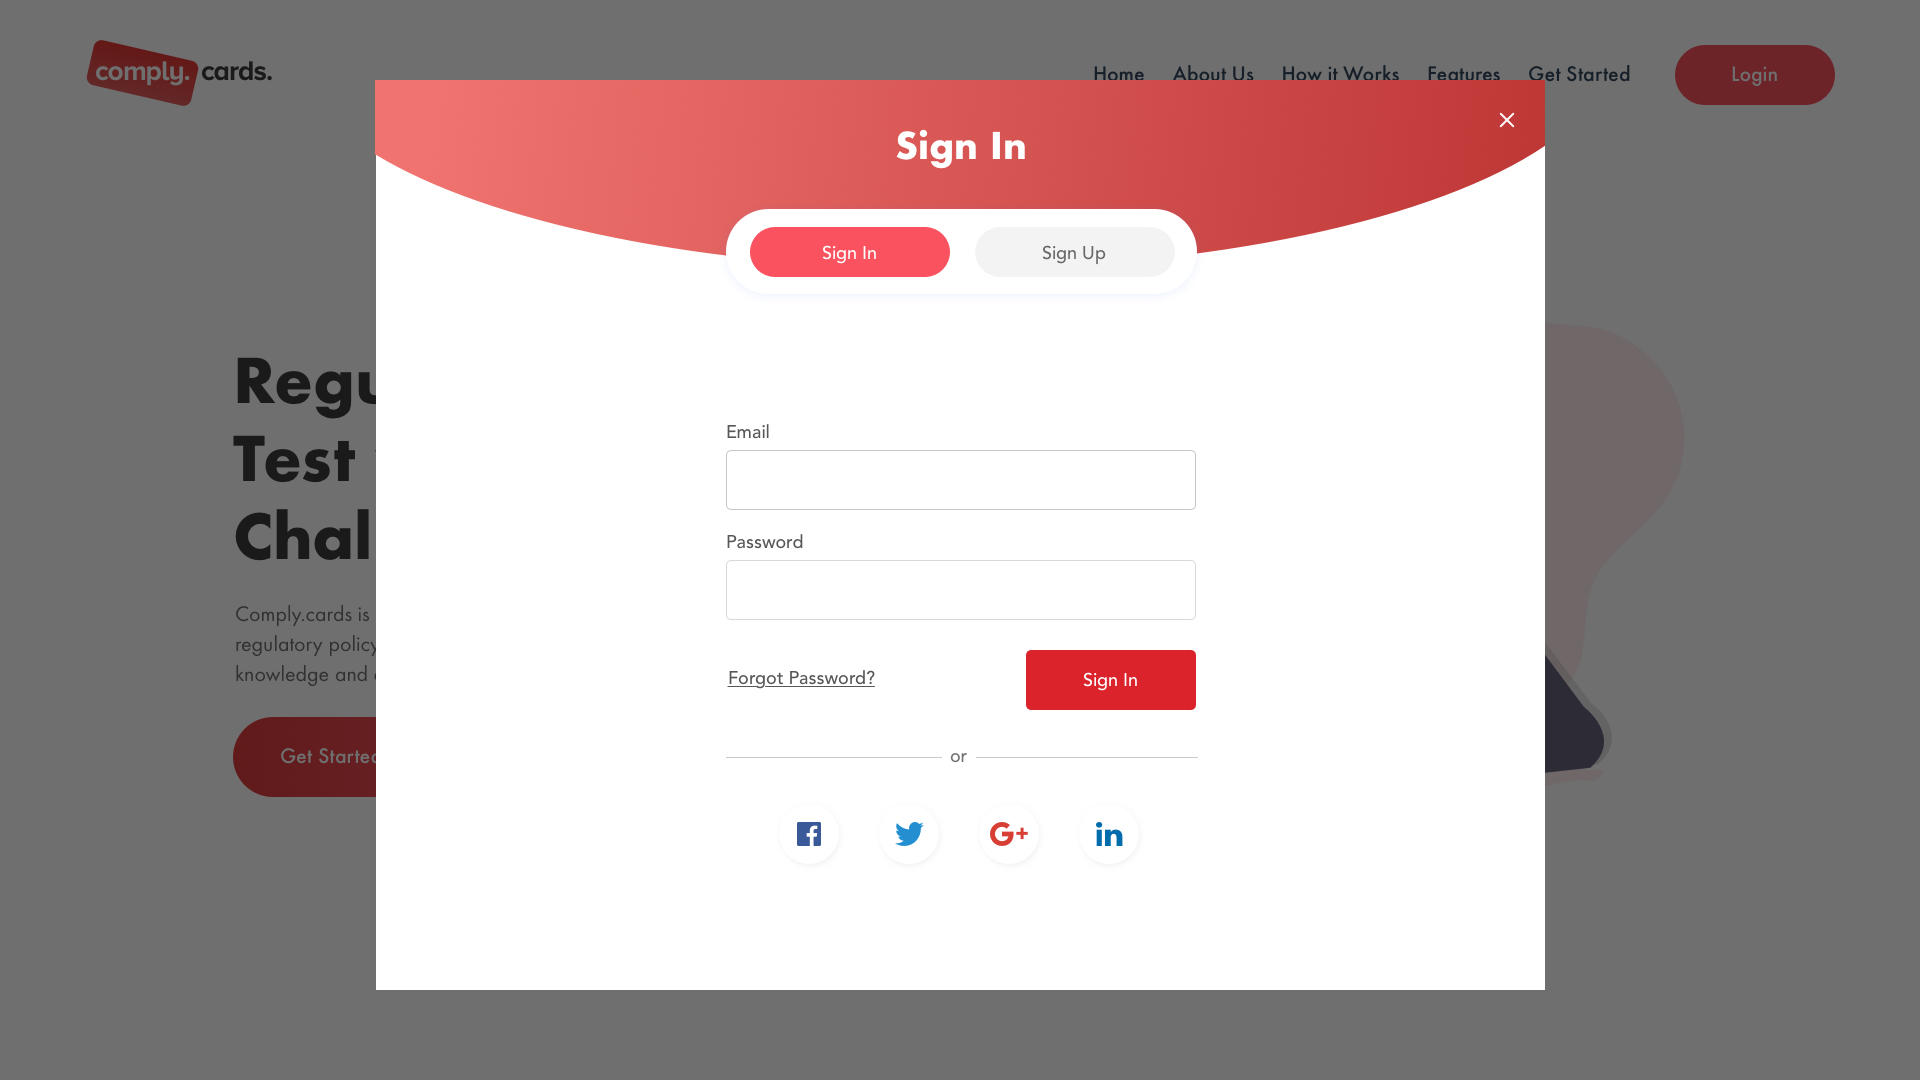 comply. cards.
Home About Us How it Works Features Get Started Login
Sign In
Sign In Sign Up
Regu
Test
Chal
Comply.cards is
regulatory policy
knowledge and
Get Started
Email
Password
Forgot Password? Sign In
or
G+
in